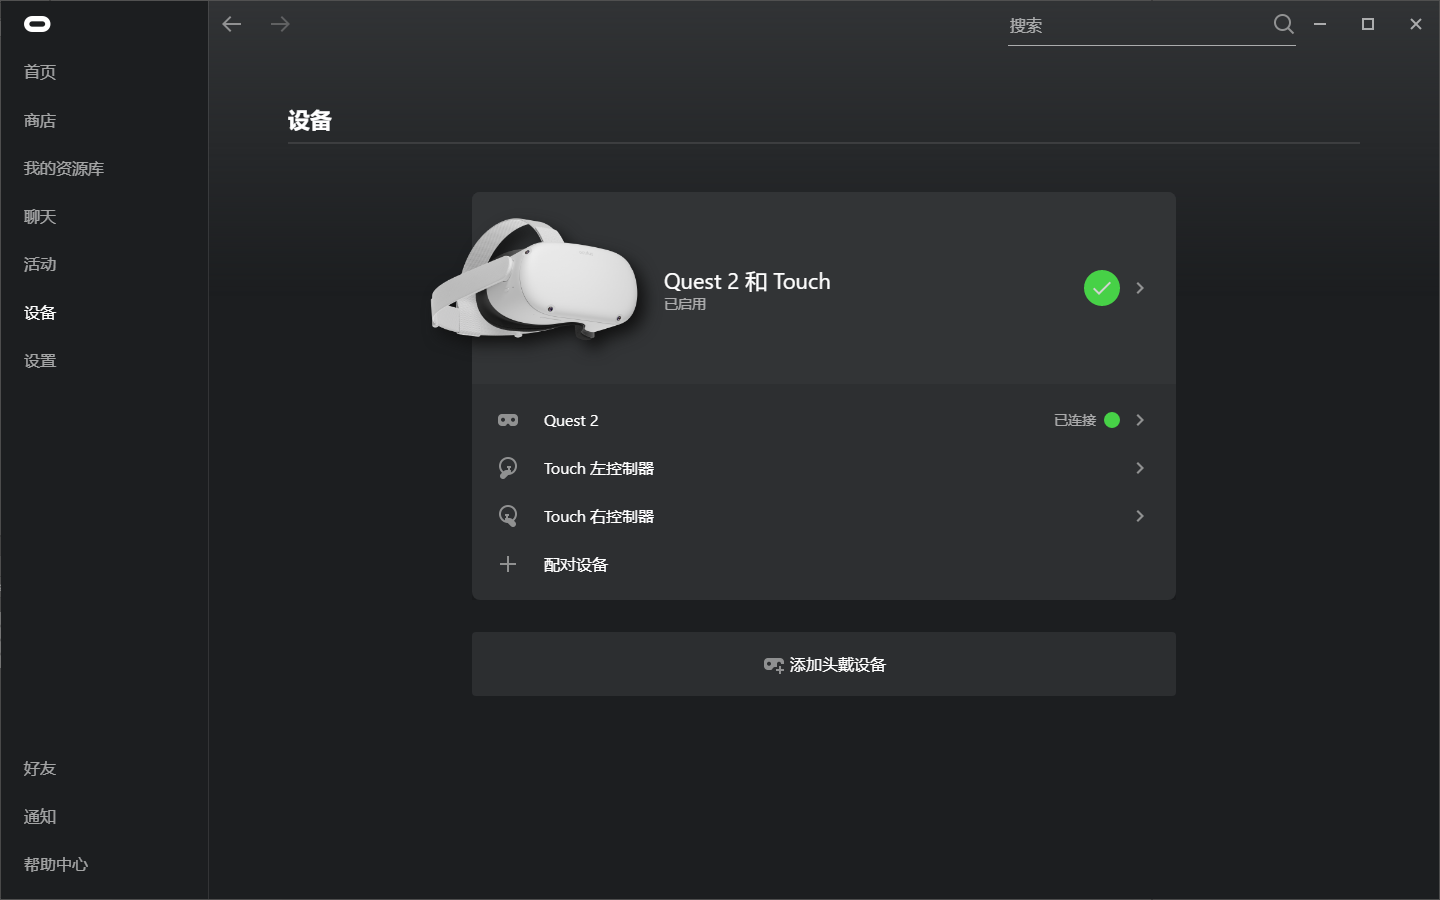 搜索
首页
商店
我的资源库
聊天
活动
设备
设置
好友
通知
帮助中心
设备
Quest 2 和 Touch
已启用
Quest 2
已连接
Touch 左控制器
Touch 右控制器
配对设备
添加头戴设备